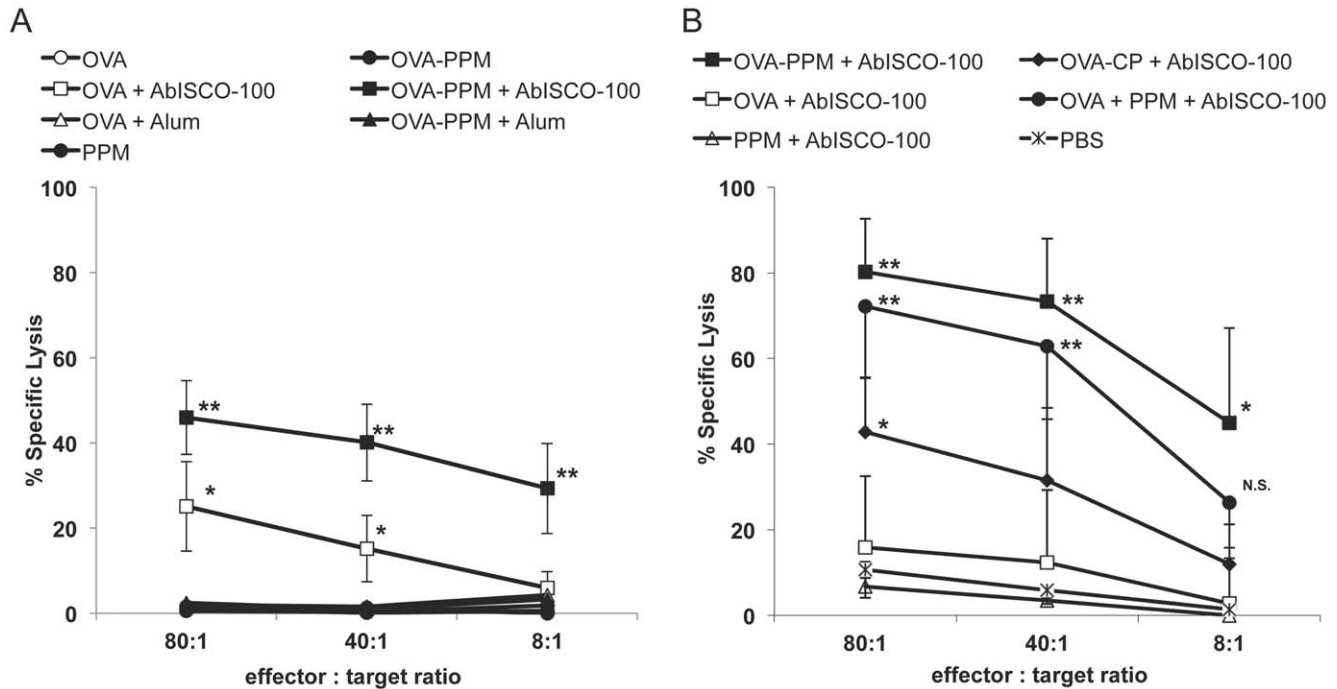 A
OVA
OVA-PPM
OVA + AbISCO-100
OVA-PPM + AbISCO-100
OVA + Alum
OVA-PPM + Alum
PPM
% Specific Lysis
100
80
60
40
20
0
**
**
**
*
*
80:1
40:1
8:1
effector : target ratio
B
OVA-PPM + AbISCO-100
OVA-CP + AbISCO-100
OVA + AbISCO-100
OVA + PPM + AbISCO-100
PPM + AbISCO-100
PBS
% Specific Lysis
100
80
60
40
20
0
**
**
*
**
**
N.S.
*
80:1
40:1
8:1
effector : target ratio